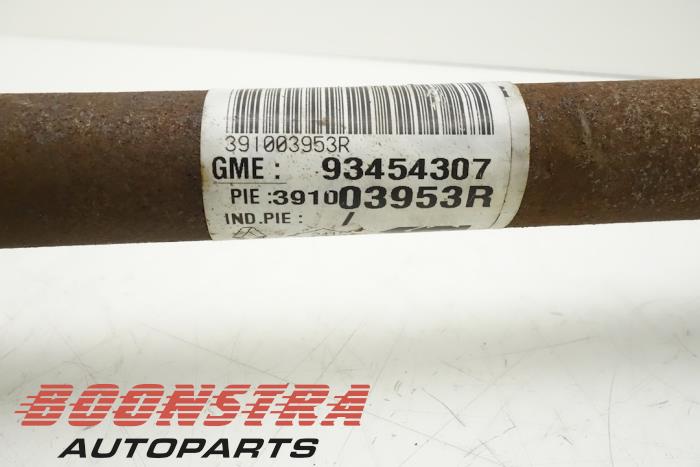 391003953R
GME: 93454307
PIE :391003953R
IND.PIE : /
BOONSTRA
AUTOPARTS